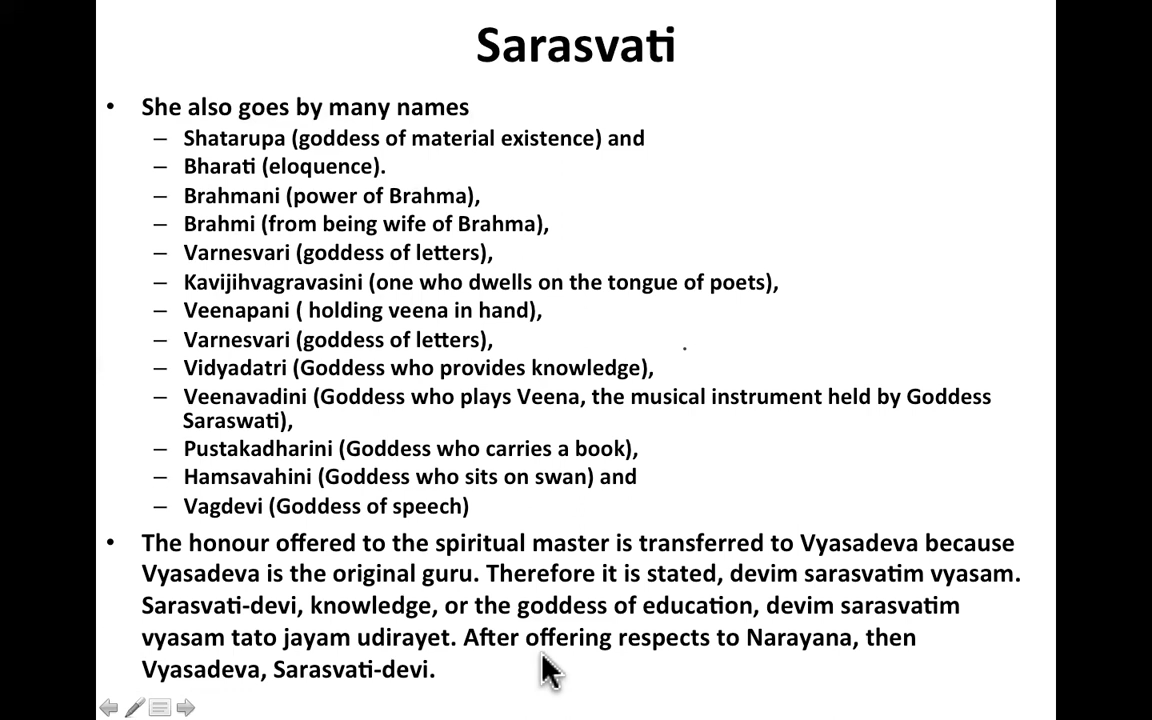 Sarasvati
• She also goes by many names
– Shatarupa (goddess of material existence) and
– Bharati (eloquence).
– Brahmani (power of Brahma),
– Brahmi (from being wife of Brahma),
– Varnesvari (goddess of letters),
– Kavijihvagravasini (one who dwells on the tongue of poets),
– Veenapani ( holding veena in hand),
– Varnesvari (goddess of letters),
– Vidyadatri (Goddess who provides knowledge),
– Veenavadini (Goddess who plays Veena, the musical instrument held by Goddess
Saraswati),
– Pustakadharini (Goddess who carries a book),
– Hamsavahini (Goddess who sits on swan) and
– Vagdevi (Goddess of speech)
• The honour offered to the spiritual master is transferred to Vyasadeva because
Vyasadeva is the original guru. Therefore it is stated, devim sarasvatim vyasam.
Sarasvati-devi, knowledge, or the goddess of education, devim sarasvatim
vyasam tato jayam udirayet. After offering respects to Narayana, then
Vyasadeva, Sarasvati-devi.